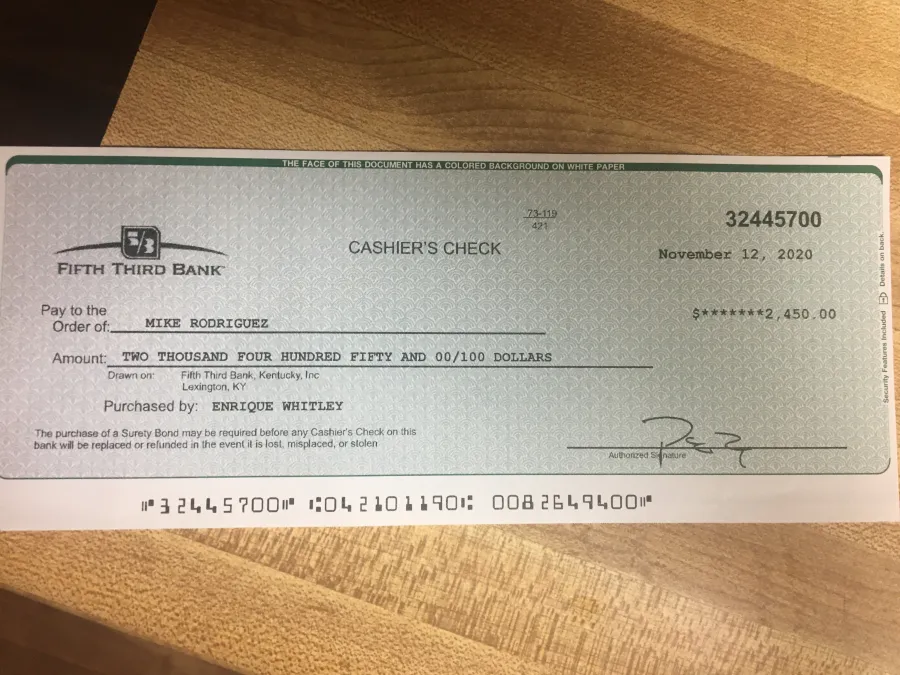 THE FACE OF THIS DOCUMENT HAS A COLORED BACKGROUND ON WHITE PAPER
73-119
421
32445700
5/3
FIFTH THIRD BANK
CASHIER'S CHECK
November 12, 2020
Pay to the
Order of: MIKE RODRIGUEZ
$*******2,450.00
Amount: TWO THOUSAND FOUR HUNDRED FIFTY AND 00/100 DOLLARS
Drawn on: Fifth Third Bank, Kentucky, Inc
Lexington, KY
Purchased by: ENRIQUE WHITLEY
The purchase of a Surety Bond may be required before any Cashier's Check on this
bank will be replaced or refunded in the event it is lost, misplaced, or stolen
Authorized Signature
Security Features Included Details on back.
⑈32445700⑈ ⑆042101190⑆ 0082649400⑈